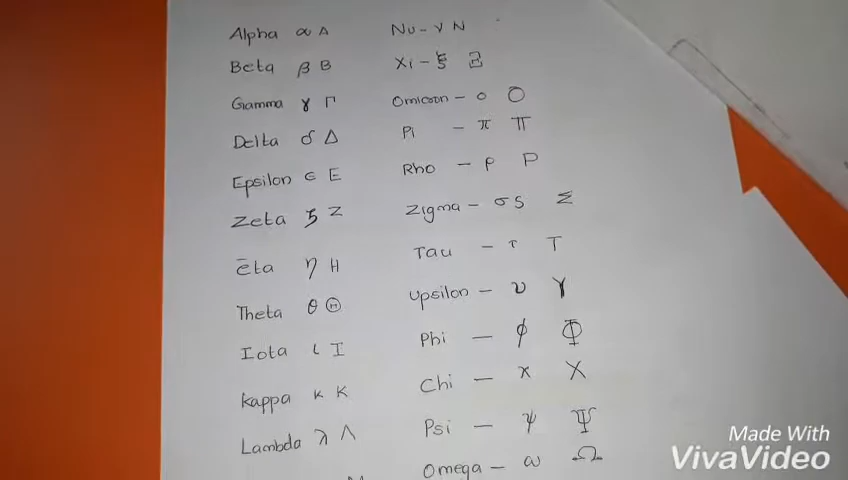 Alpha α A
Beta β B
Gamma γ Γ
Delta δ Δ
Epsilon ϵ E
Zeta ζ Z
ēta η H
Theta θ Θ
Iota ι I
Kappa κ K
Lambda λ Λ
M
Nu - ν N
Xi - ξ Ξ
Omicron - o O
Pi - π Π
Rho - ρ P
Zigma - σ S Σ
Tau - τ T
Upsilon - υ Υ
Phi - φ Φ
Chi - x X
Psi - ψ Ψ
Omega - ω Ω
Made With
VivaVideo